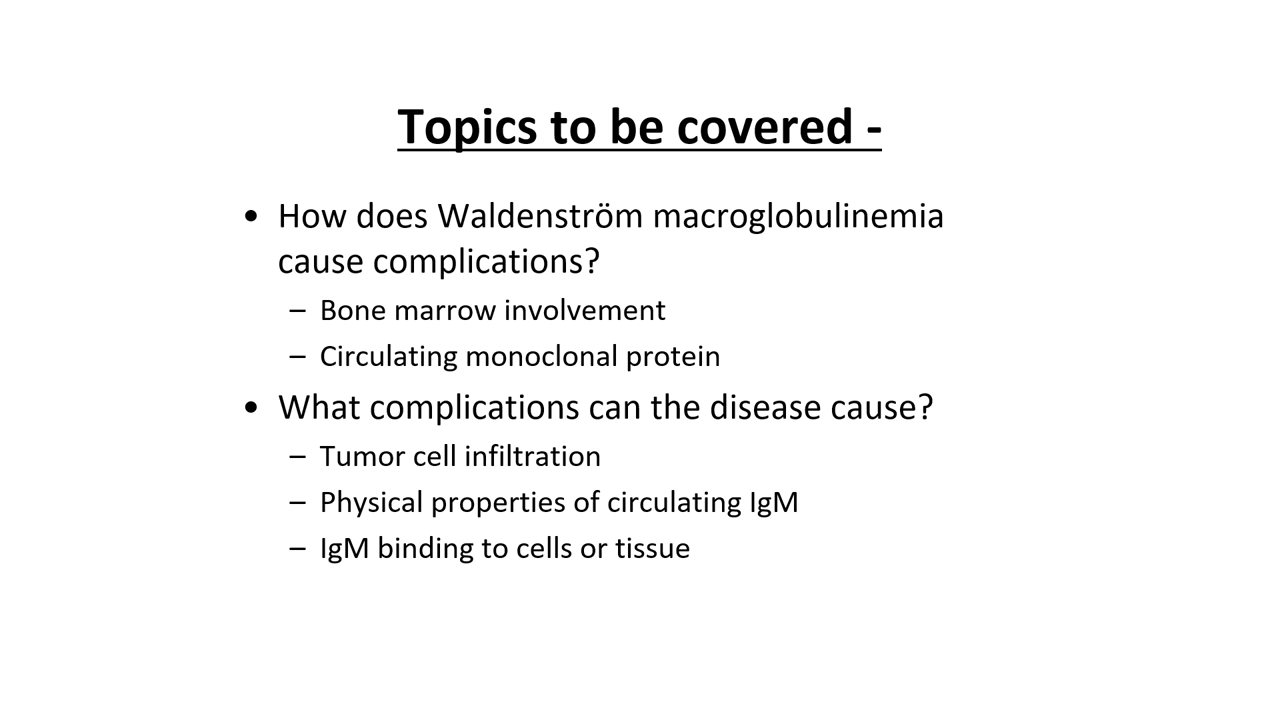 Topics to be covered -
• How does Waldenström macroglobulinemia
cause complications?
– Bone marrow involvement
– Circulating monoclonal protein
• What complications can the disease cause?
– Tumor cell infiltration
– Physical properties of circulating IgM
– IgM binding to cells or tissue